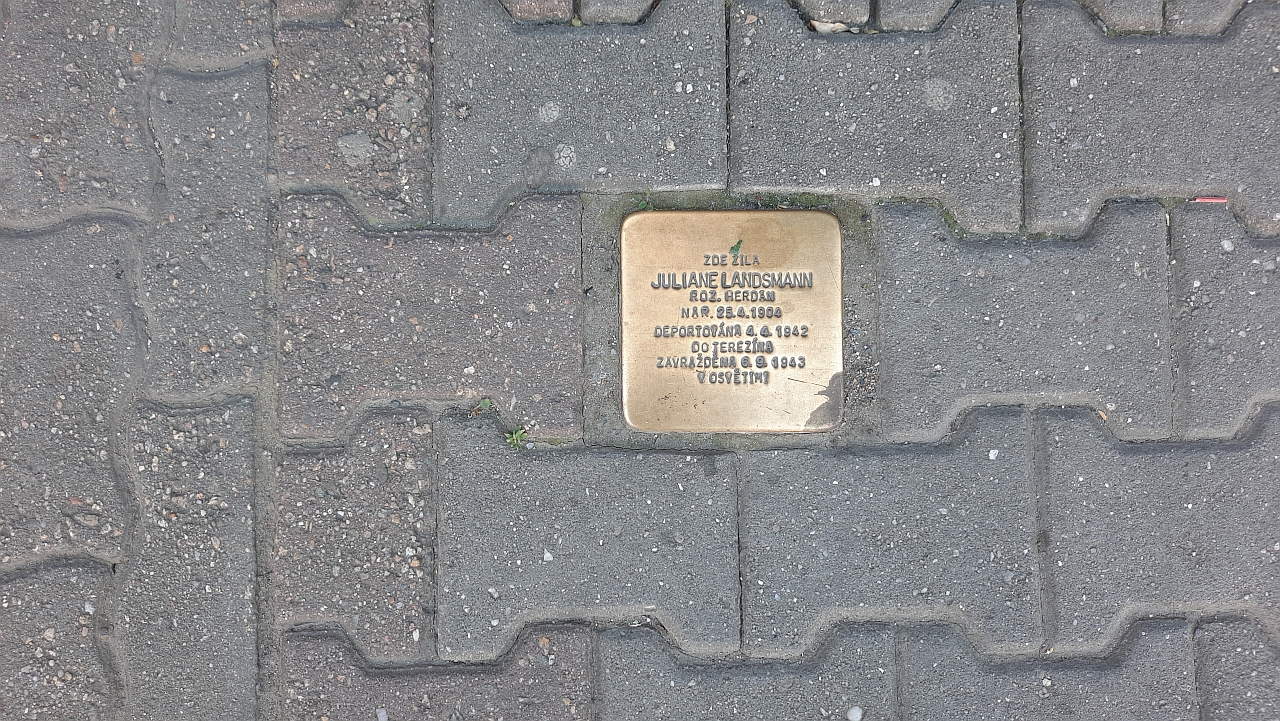 ZDE ŽILA
JULIANE LANDSMANN
ROZ. HERDAN
NAR. 25.4.1904
DEPORTOVÁNA 4.4.1942
DO TEREZÍNA
ZAVRAŽDĚNA 6.9.1943
V OSVĚTIMI